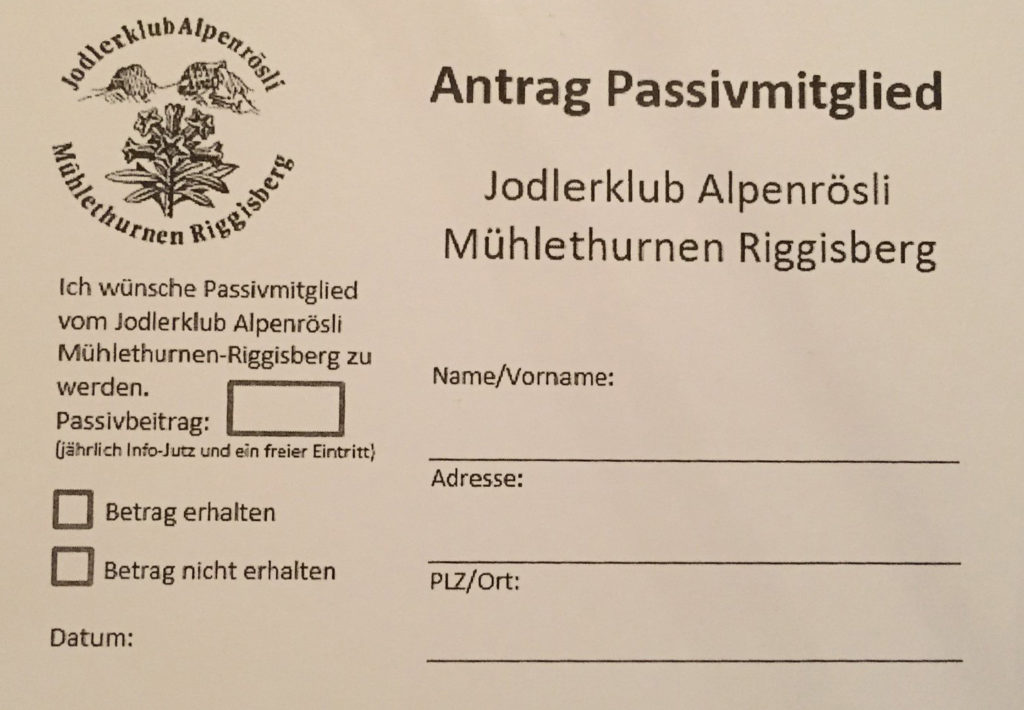 Jodlerklub Alpenrösli
Mühlethurnen Riggisberg
Antrag Passivmitglied
Jodlerklub Alpenrösli
Mühlethurnen Riggisberg
Ich wünsche Passivmitglied
vom Jodlerklub Alpenrösli
Mühlethurnen-Riggisberg zu
werden.
Passivbeitrag:
(jährlich Info-Jutz und ein freier Eintritt)
Betrag erhalten
Betrag nicht erhalten
Datum:
Name/Vorname:
Adresse:
PLZ/Ort: